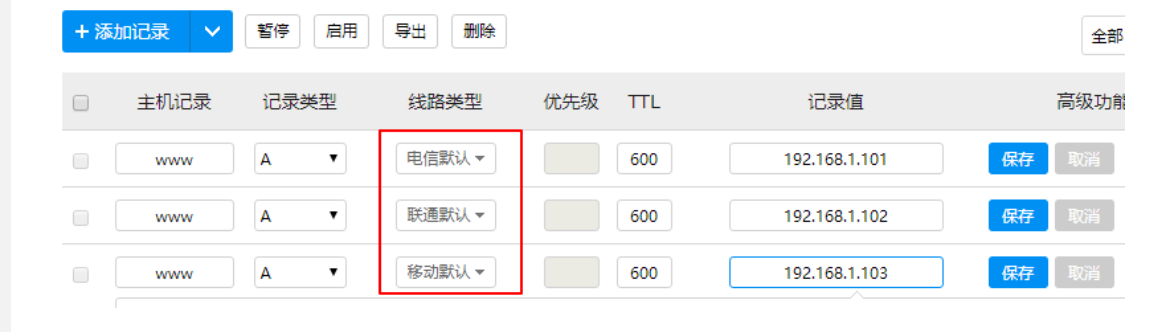 + 添加记录 暂停 启用 导出 删除 全部
主机记录 记录类型 线路类型 优先级 TTL 记录值 高级功能
www A 电信默认 600 192.168.1.101 保存 取消
www A 联通默认 600 192.168.1.102 保存 取消
www A 移动默认 600 192.168.1.103 保存 取消